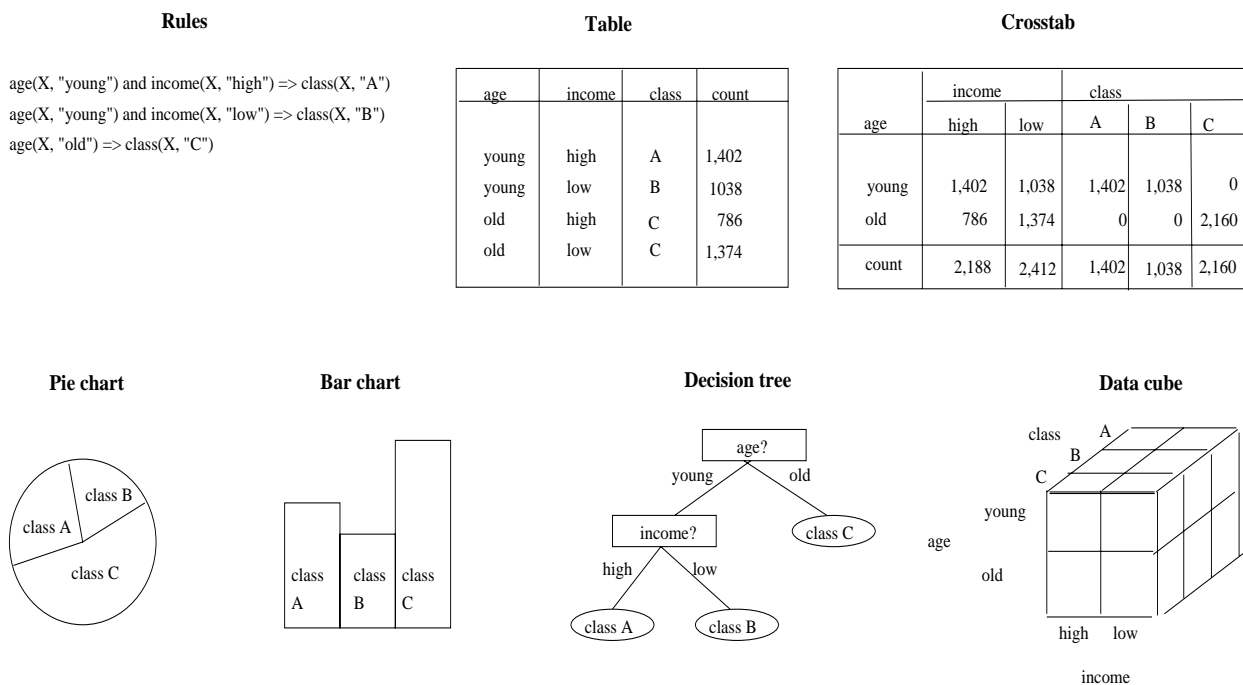 Rules
age(X, "young") and income(X, "high") => class(X, "A")
age(X, "young") and income(X, "low") => class(X, "B")
age(X, "old") => class(X, "C")
Table
age income class count
young high A 1,402
young low B 1038
old high C 786
old low C 1,374
Crosstab
income class
age high low A B C
young 1,402 1,038 1,402 1,038 0
old 786 1,374 0 0 2,160
count 2,188 2,412 1,402 1,038 2,160
Pie chart
class B
class A
class C
Bar chart
class class class
A B C
Decision tree
age?
young old
income? class C
high low
class A class B
Data cube
class A
B
C
young
age
old
high low
income